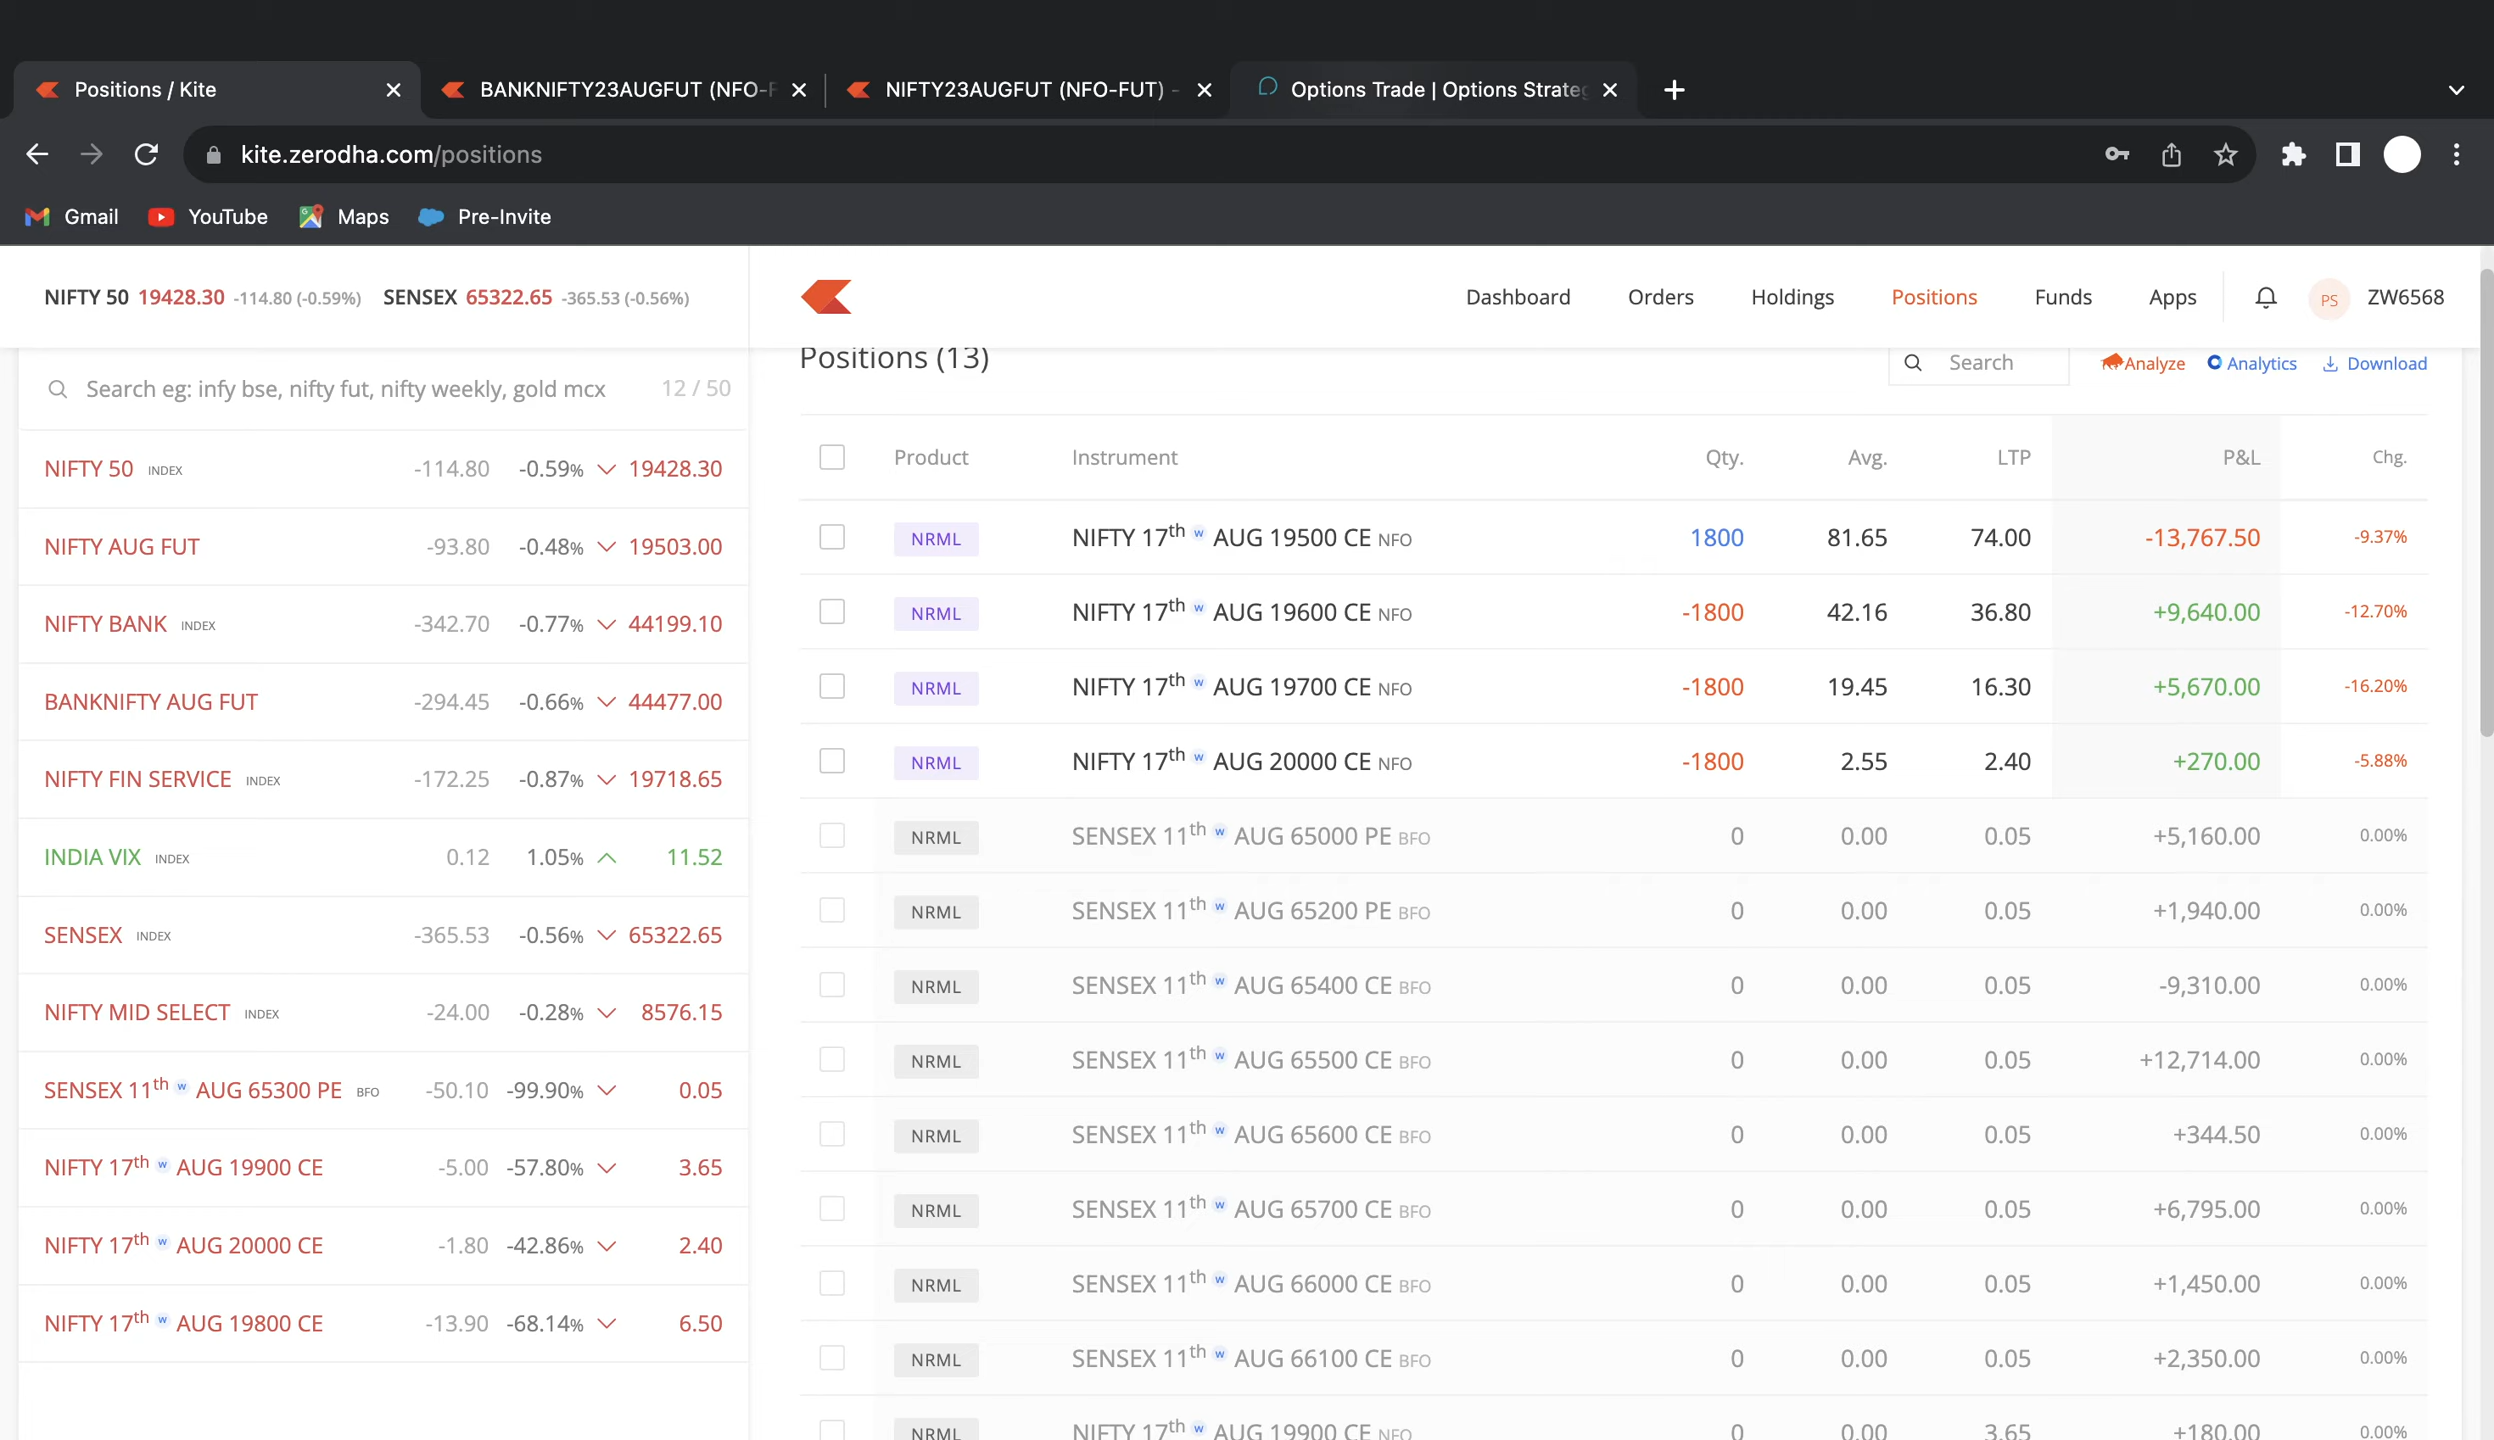 Positions / Kite
BANKNIFTY23AUGFUT (NFO-F
NIFTY23AUGFUT (NFO-FUT) -
Options Trade | Options Strateg
kite.zerodha.com/positions
Gmail YouTube Maps Pre-Invite
NIFTY 50 19428.30 -114.80 (-0.59%) SENSEX 65322.65 -365.53 (-0.56%)
Dashboard Orders Holdings Positions Funds Apps PS ZW6568
Search eg: infy bse, nifty fut, nifty weekly, gold mcx 12 / 50
NIFTY 50 INDEX -114.80 -0.59% 19428.30
NIFTY AUG FUT -93.80 -0.48% 19503.00
NIFTY BANK INDEX -342.70 -0.77% 44199.10
BANKNIFTY AUG FUT -294.45 -0.66% 44477.00
NIFTY FIN SERVICE INDEX -172.25 -0.87% 19718.65
INDIA VIX INDEX 0.12 1.05% 11.52
SENSEX INDEX -365.53 -0.56% 65322.65
NIFTY MID SELECT INDEX -24.00 -0.28% 8576.15
SENSEX 11th w AUG 65300 PE BFO -50.10 -99.90% 0.05
NIFTY 17th w AUG 19900 CE -5.00 -57.80% 3.65
NIFTY 17th w AUG 20000 CE -1.80 -42.86% 2.40
NIFTY 17th w AUG 19800 CE -13.90 -68.14% 6.50
Positions (13) Search Analyze Analytics Download
Product Instrument Qty. Avg. LTP P&L Chg.
NRML NIFTY 17th w AUG 19500 CE NFO 1800 81.65 74.00 -13,767.50 -9.37%
NRML NIFTY 17th w AUG 19600 CE NFO -1800 42.16 36.80 +9,640.00 -12.70%
NRML NIFTY 17th w AUG 19700 CE NFO -1800 19.45 16.30 +5,670.00 -16.20%
NRML NIFTY 17th w AUG 20000 CE NFO -1800 2.55 2.40 +270.00 -5.88%
NRML SENSEX 11th w AUG 65000 PE BFO 0 0.00 0.05 +5,160.00 0.00%
NRML SENSEX 11th w AUG 65200 PE BFO 0 0.00 0.05 +1,940.00 0.00%
NRML SENSEX 11th w AUG 65400 CE BFO 0 0.00 0.05 -9,310.00 0.00%
NRML SENSEX 11th w AUG 65500 CE BFO 0 0.00 0.05 +12,714.00 0.00%
NRML SENSEX 11th w AUG 65600 CE BFO 0 0.00 0.05 +344.50 0.00%
NRML SENSEX 11th w AUG 65700 CE BFO 0 0.00 0.05 +6,795.00 0.00%
NRML SENSEX 11th w AUG 66000 CE BFO 0 0.00 0.05 +1,450.00 0.00%
NRML SENSEX 11th w AUG 66100 CE BFO 0 0.00 0.05 +2,350.00 0.00%
NRML NIFTY 17th w AUG 19900 CE NFO 0 0.00 3.65 +180.00 0.00%